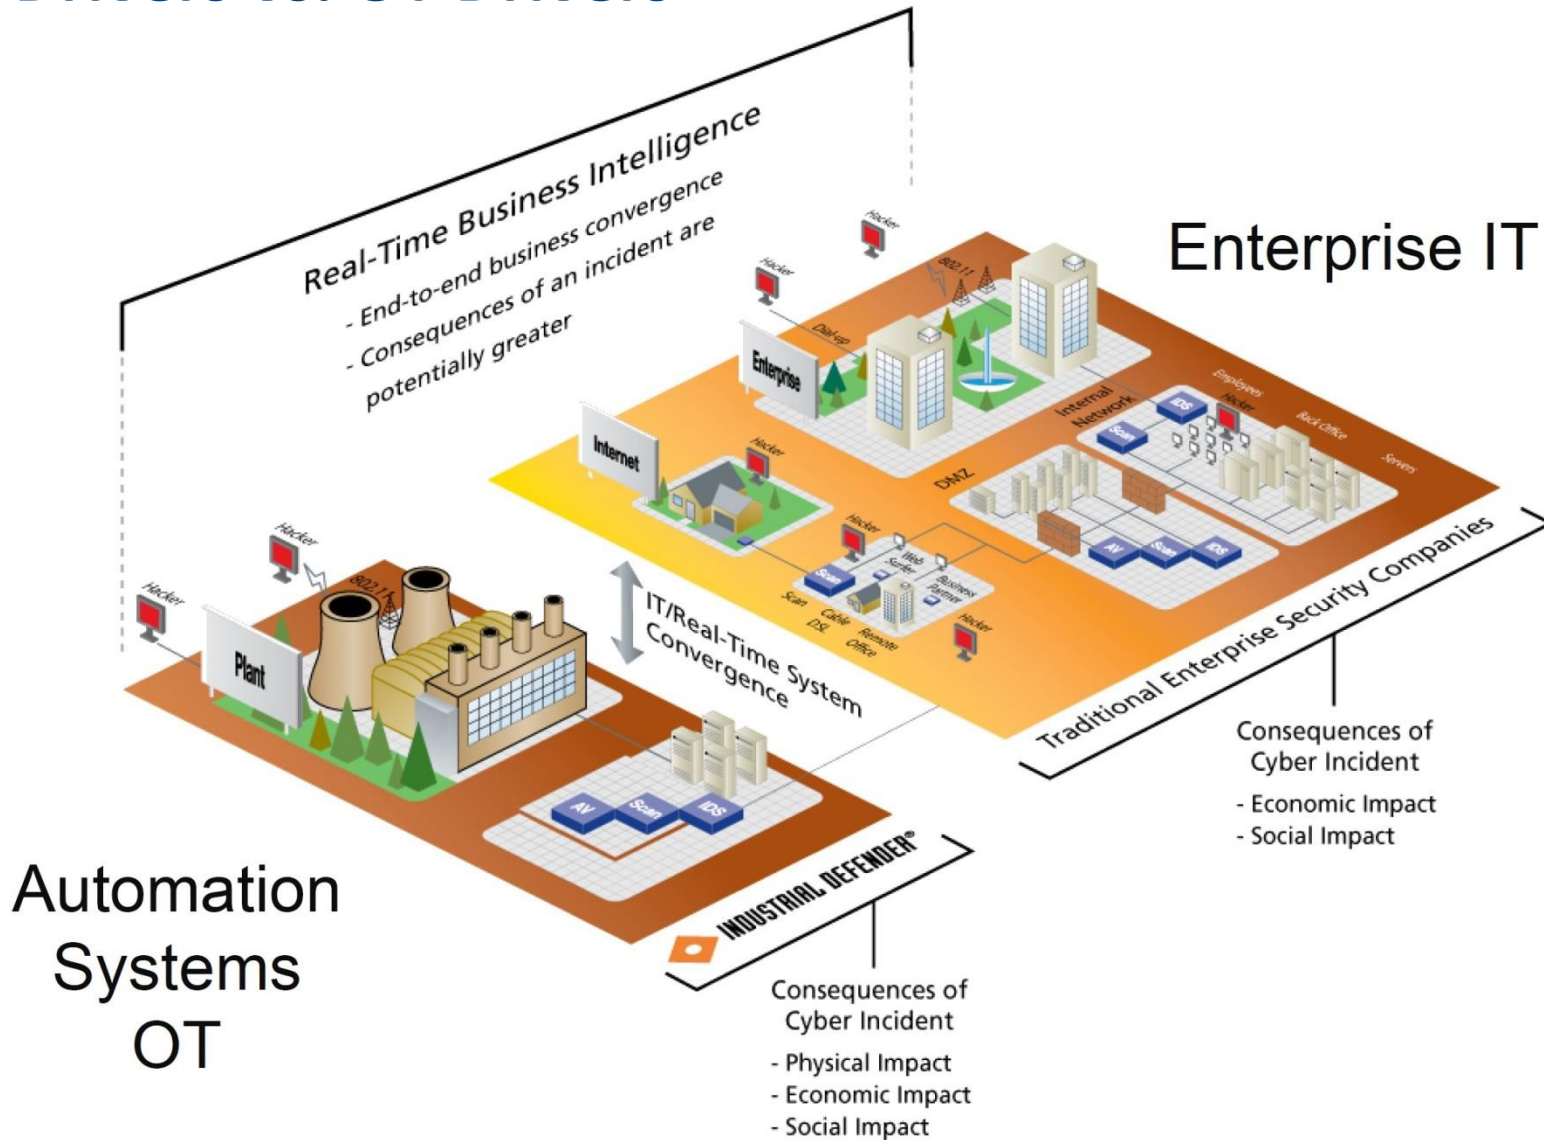 Real-Time Business Intelligence
- End-to-end business convergence
- Consequences of an incident are
potentially greater
Enterprise IT
Hacker
Hacker
802.11
Dial-up
Enterprise
Internet
Hacker
Internal
Network
Employees
Hacker
Back Office
Servers
IDS
Scan
DMZ
AV
Scan
IDS
Hacker
Scan
Web
Surfer
Business
Partner
Scan
Cable
DSL
Remote
Office
Hacker
Hacker
Hacker
802.11
Plant
IT/Real-Time System
Convergence
AV
Scan
IDS
Traditional Enterprise Security Companies
Consequences of
Cyber Incident
- Economic Impact
- Social Impact
Automation
Systems
OT
INDUSTRIAL DEFENDER®
Consequences of
Cyber Incident
- Physical Impact
- Economic Impact
- Social Impact